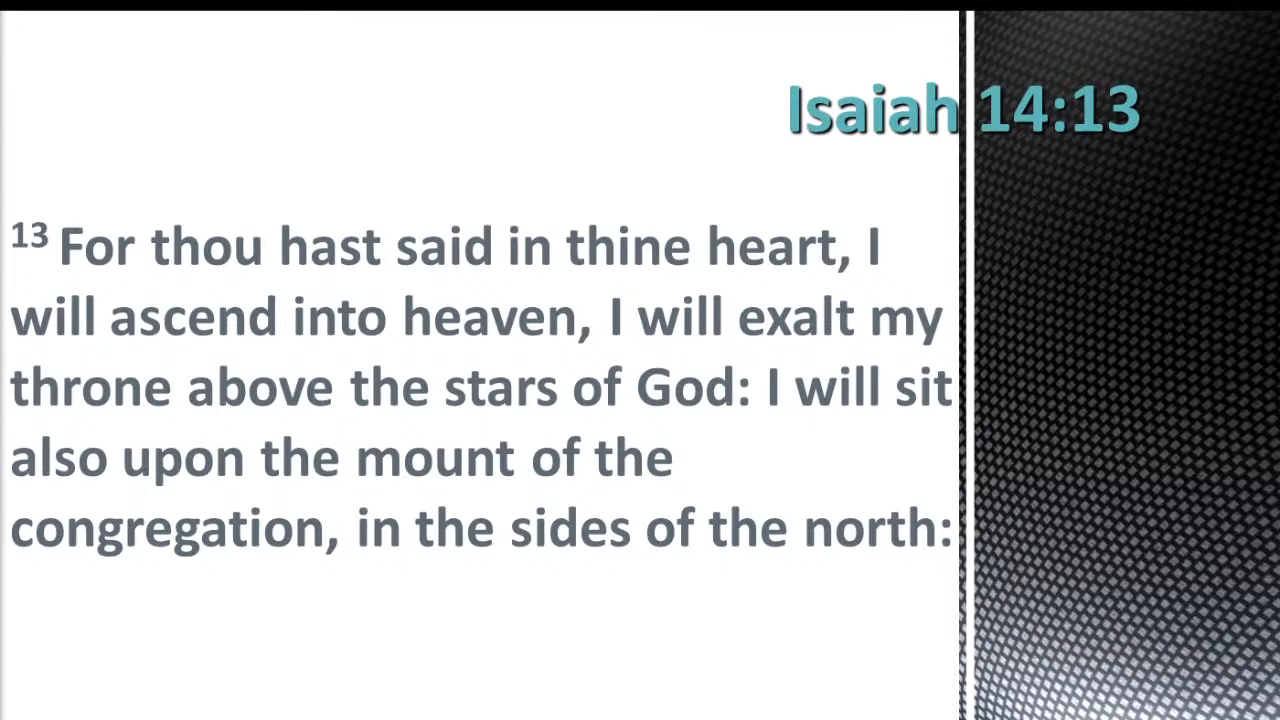 Isaiah 14:13
13 For thou hast said in thine heart, I
will ascend into heaven, I will exalt my
throne above the stars of God: I will sit
also upon the mount of the
congregation, in the sides of the north: